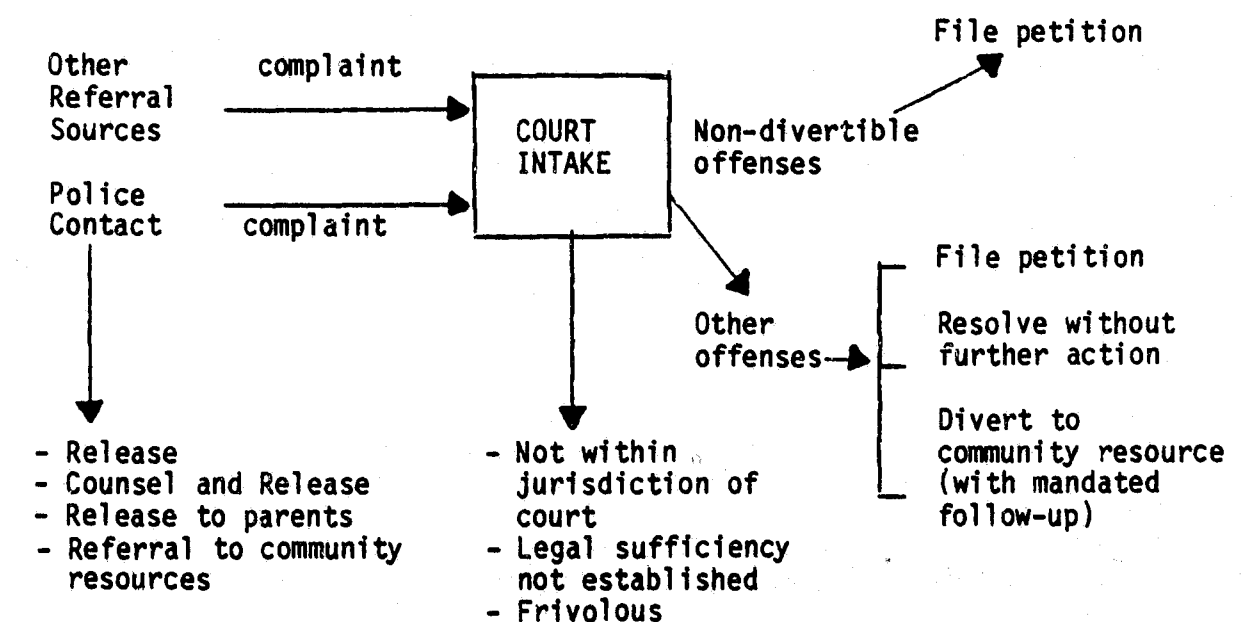 File petition
Other
Referral
Sources
complaint
COURT
INTAKE
Non-divertible
offenses
Police
Contact
complaint
File petition
Other
offenses
Resolve without
further action
Divert to
community resource
(with mandated
follow-up)
- Release
- Counsel and Release
- Release to parents
- Referral to community
resources
- Not within
jurisdiction of
court
- Legal sufficiency
not established
- Frivolous